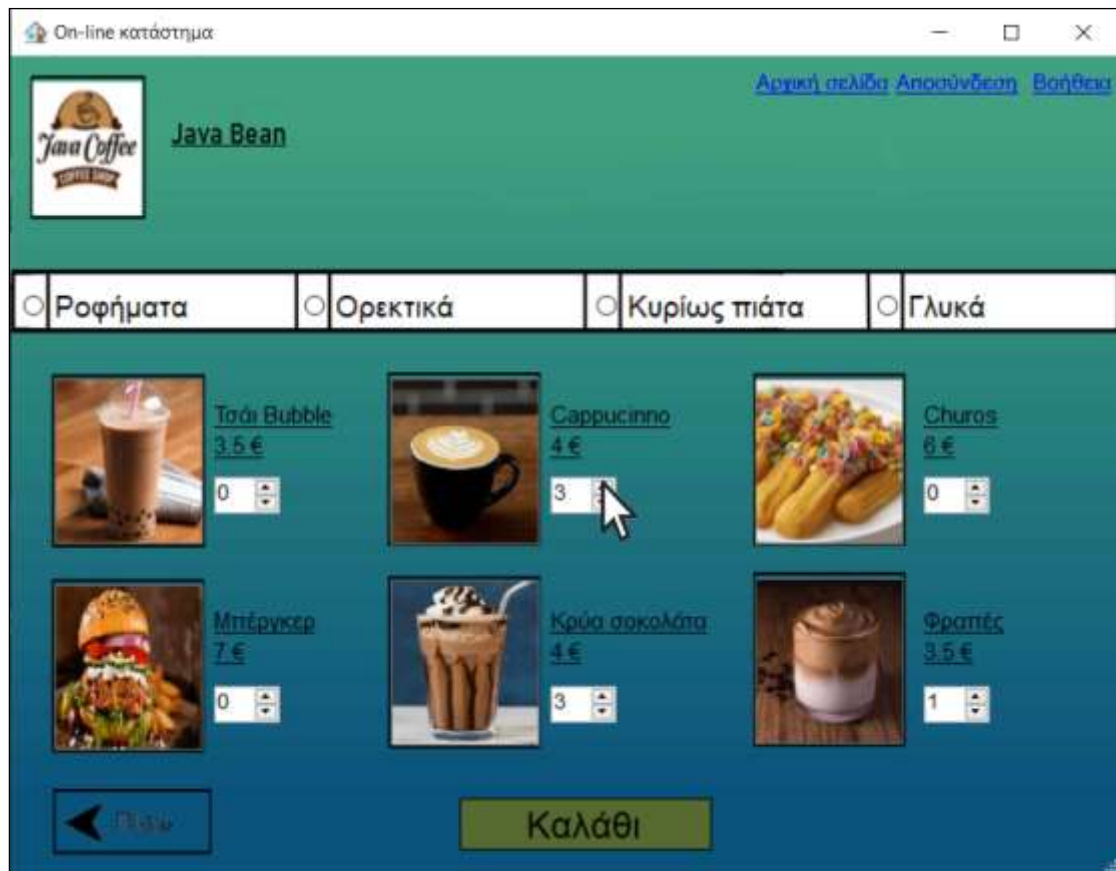 On-line κατάστημα
Αρχική σελίδα Αποσύνδεση Βοήθεια
Java Coffee
COFFEE SHOP
Java Bean
Ροφήματα Ορεκτικά Κυρίως πιάτα Γλυκά
Τσάι Bubble
3.5 €
0
Cappucinno
4 €
3
Churos
6 €
0
Μπέργκερ
7 €
0
Κρύα σοκολάτα
4 €
3
Φραπές
3.5 €
1
Πίσω
Καλάθι